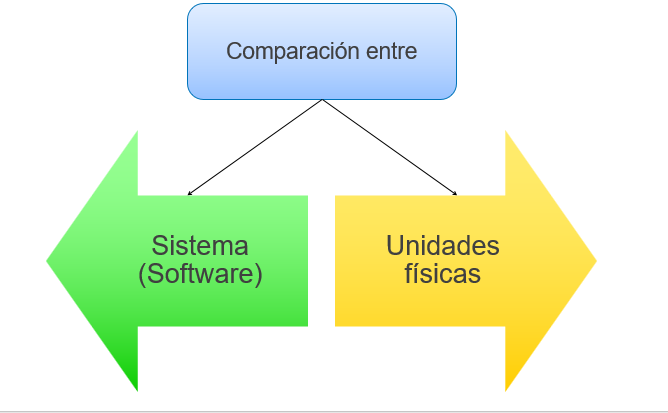 Comparación entre
Sistema
(Software)
Unidades
físicas